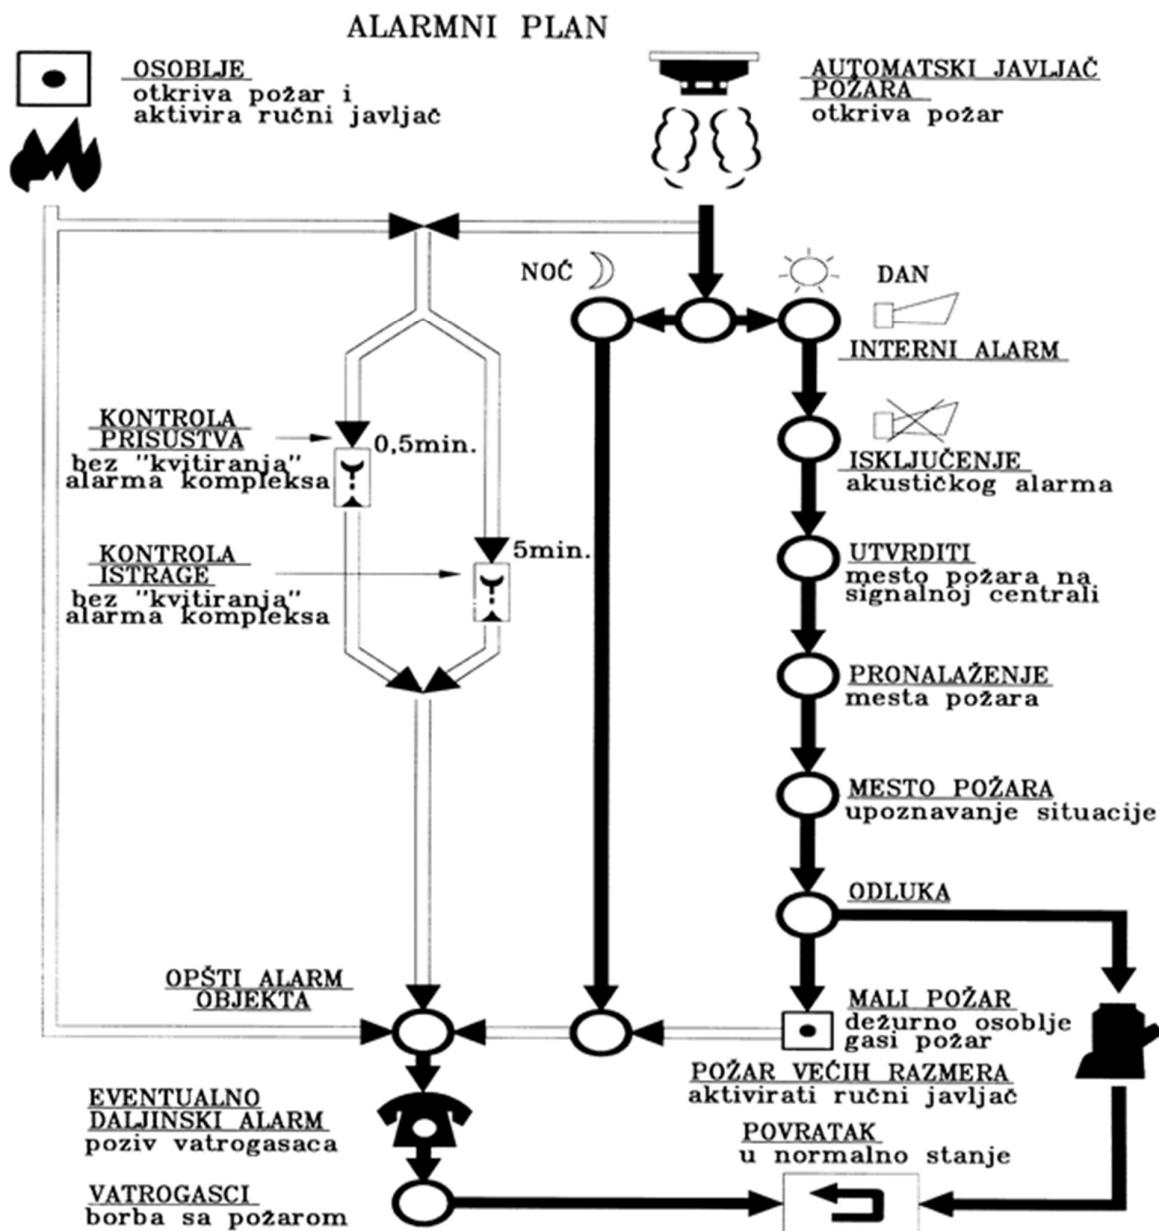 ALARMNI PLAN
OSOBLJE
otkriva požar i
aktivira ručni javljač
AUTOMATSKI JAVLJAČ
POŽARA
otkriva požar
NOĆ
DAN
INTERNI ALARM
KONTROLA
PRISUSTVA
bez "kvitiranja"
alarma kompleksa
0,5min.
ISKLJUČENJE
akustičkog alarma
KONTROLA
ISTRAGE
bez "kvitiranja"
alarma kompleksa
5min.
UTVRDITI
mesto požara na
signalnoj centrali
PRONALAŽENJE
mesta požara
MESTO POŽARA
upoznavanje situacije
ODLUKA
OPŠTI ALARM
OBJEKTA
MALI POŽAR
dežurno osoblje
gasi požar
POŽAR VEĆIH RAZMERA
aktivirati ručni javljač
EVENTUALNO
DALJINSKI ALARM
poziv vatrogasaca
POVRATAK
u normalno stanje
VATROGASCI
borba sa požarom